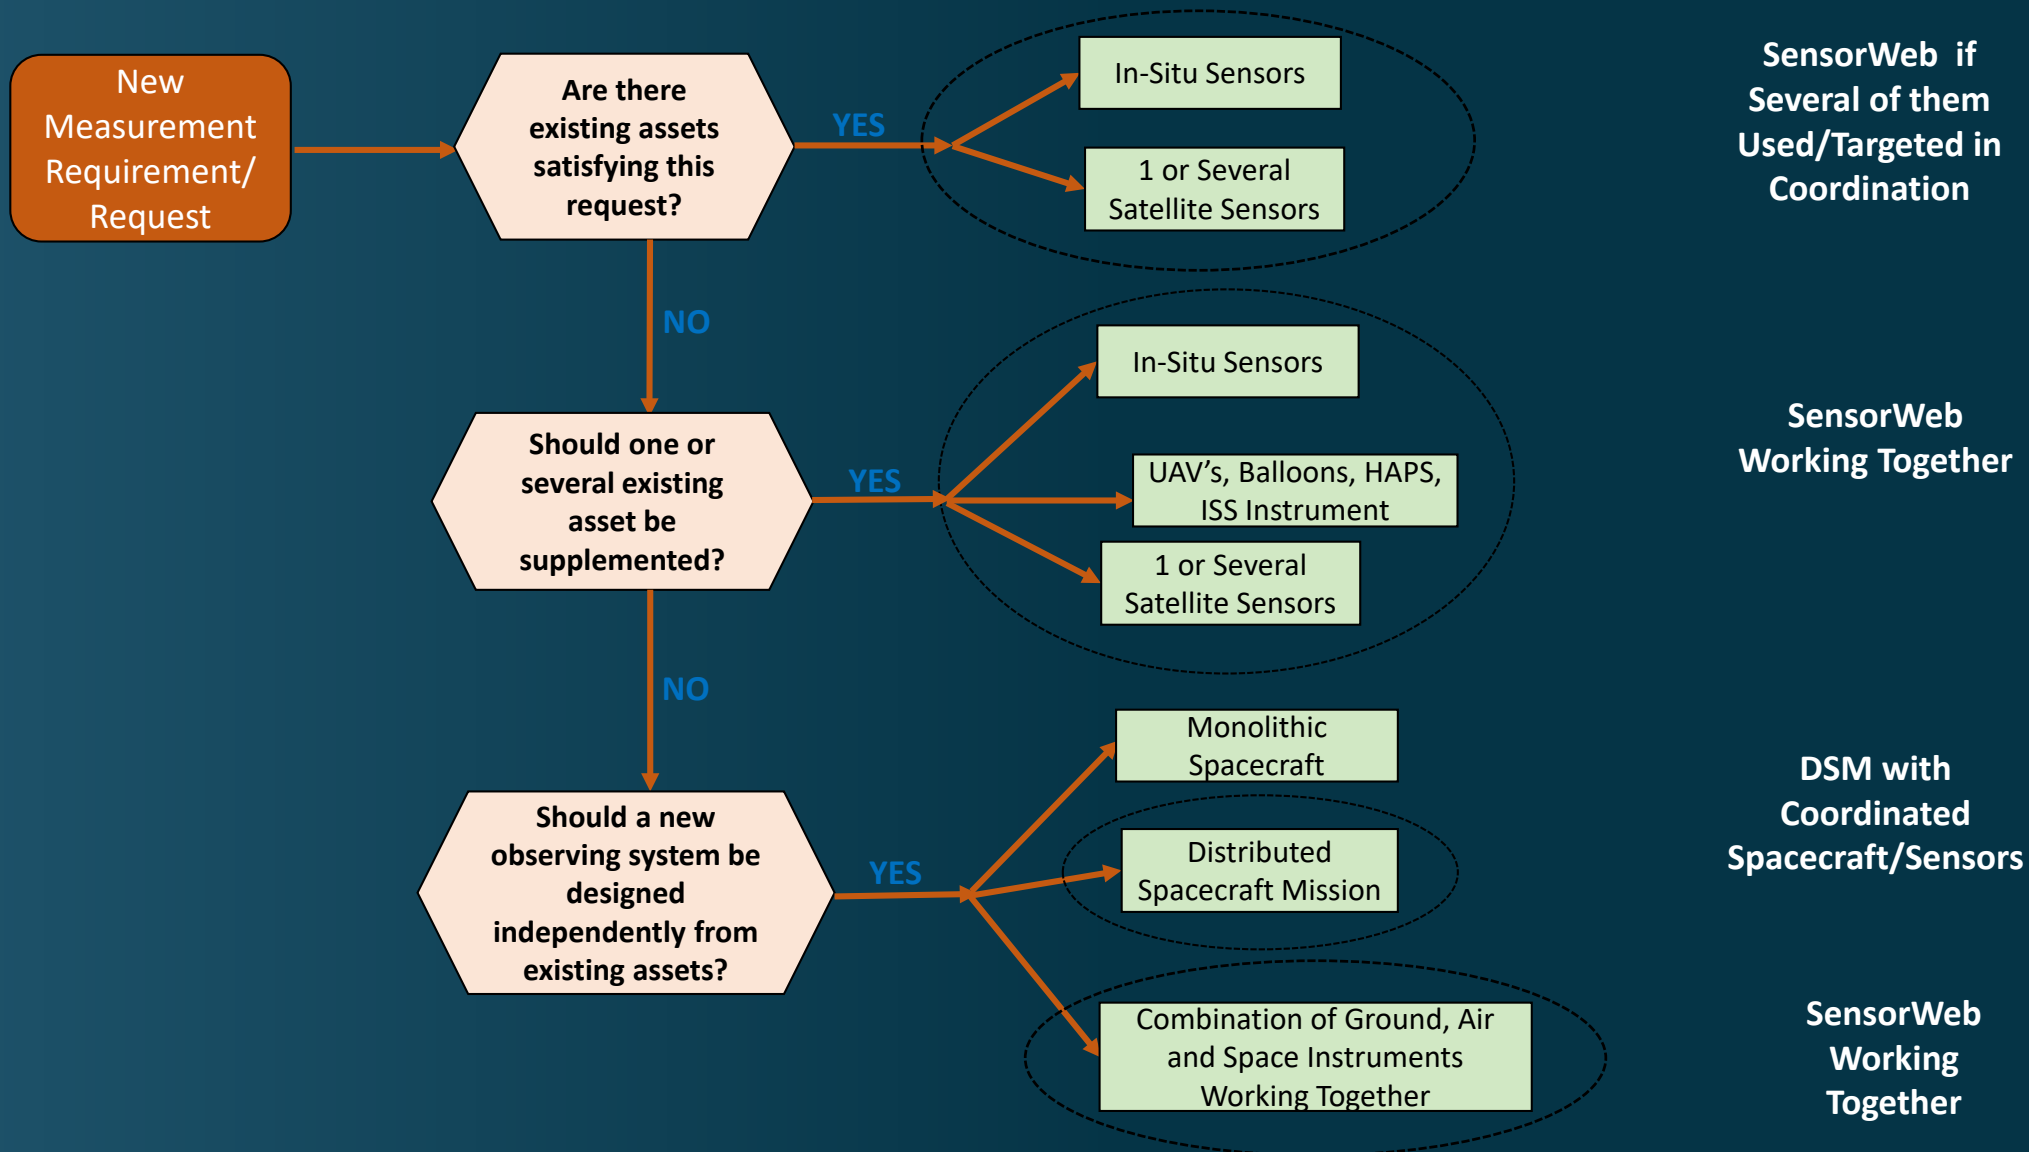 New
Measurement
Requirement/
Request
Are there
existing assets
satisfying this
request?
YES
In-Situ Sensors
1 or Several
Satellite Sensors
SensorWeb if
Several of them
Used/Targeted in
Coordination
NO
Should one or
several existing
asset be
supplemented?
YES
In-Situ Sensors
UAV's, Balloons, HAPS,
ISS Instrument
1 or Several
Satellite Sensors
SensorWeb
Working Together
NO
Should a new
observing system be
designed
independently from
existing assets?
YES
Monolithic
Spacecraft
Distributed
Spacecraft Mission
DSM with
Coordinated
Spacecraft/Sensors
Combination of Ground, Air
and Space Instruments
Working Together
SensorWeb
Working
Together